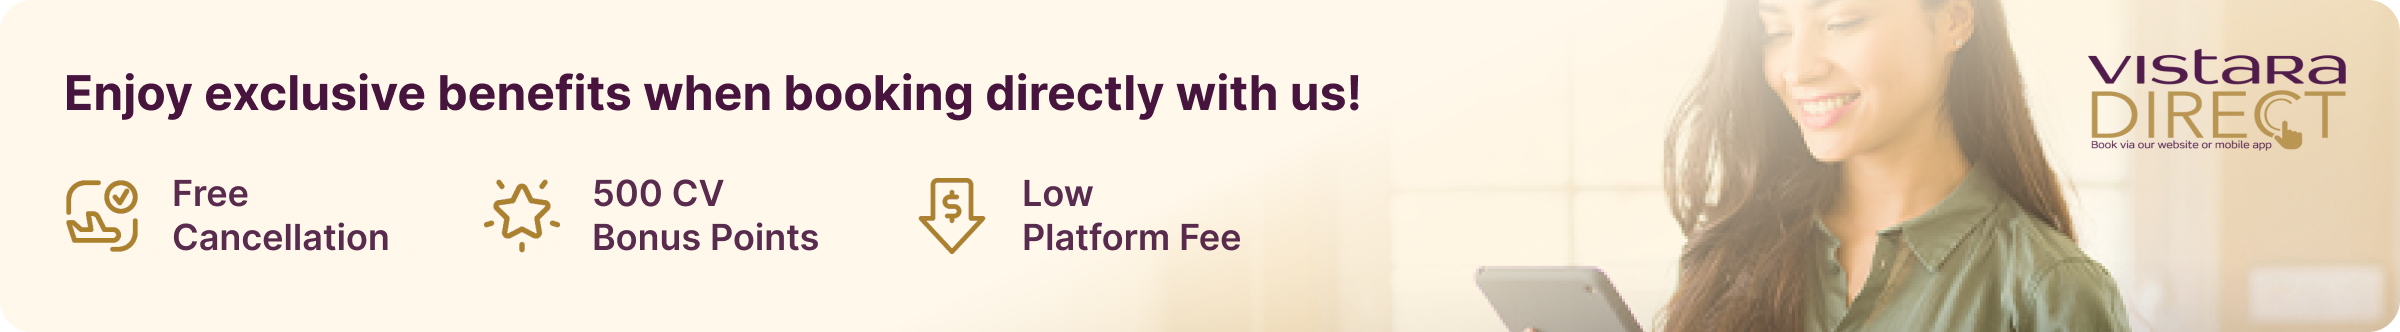 Enjoy exclusive benefits when booking directly with us!
Free
Cancellation
500 CV
Bonus Points
Low
Platform Fee
VISTARA
DIRECT
Book via our website or mobile app